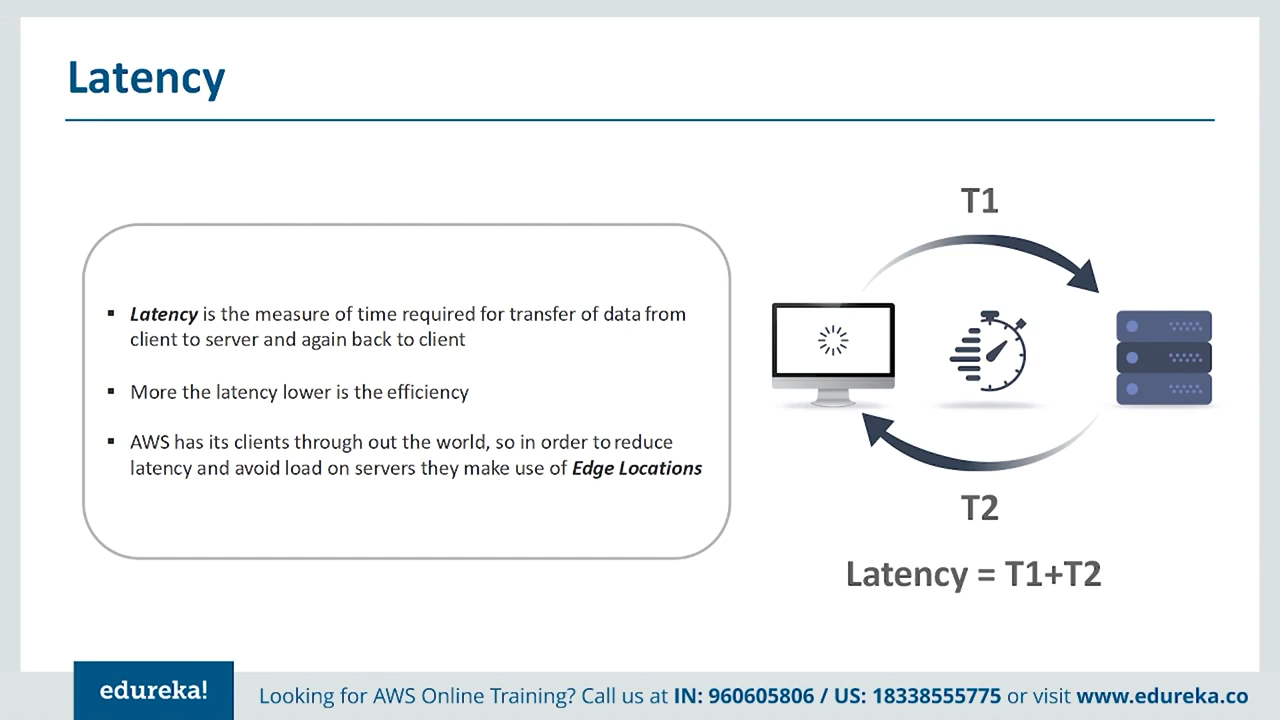 Latency
▪ Latency is the measure of time required for transfer of data from
client to server and again back to client
▪ More the latency lower is the efficiency
▪ AWS has its clients through out the world, so in order to reduce
latency and avoid load on servers they make use of Edge Locations
T1
T2
Latency = T1+T2
edureka!
Looking for AWS Online Training? Call us at IN: 960605806 / US: 18338555775 or visit www.edureka.co